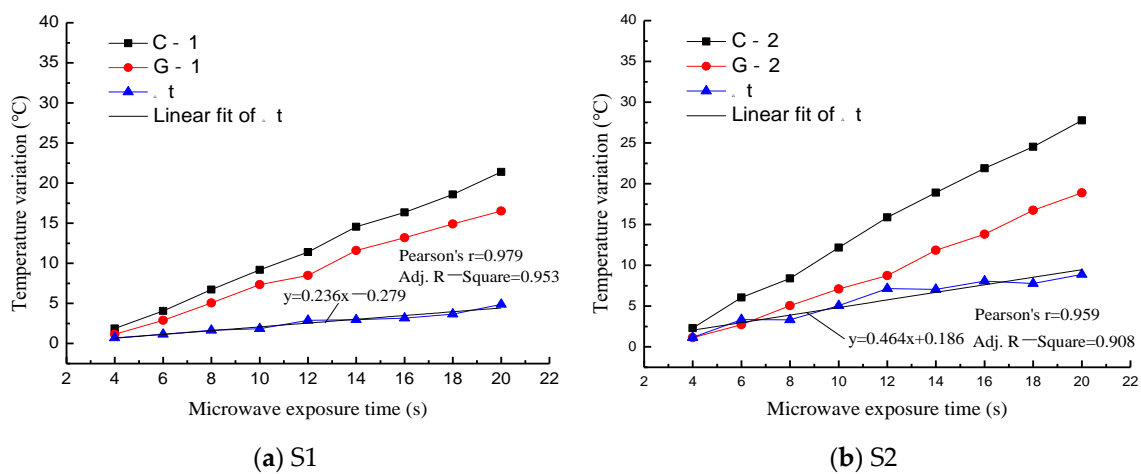 40
35
30
25
20
15
10
5
0
Temperature variation (℃)
C - 1
G - 1
t
Linear fit of t
Pearson's r=0.979
Adj. R—Square=0.953
y=0.236x—0.279
2 4 6 8 10 12 14 16 18 20 22
Microwave exposure time (s)
(a) S1
40
35
30
25
20
15
10
5
0
Temperature variation (℃)
C - 2
G - 2
t
Linear fit of t
y=0.464x+0.186
Pearson's r=0.959
Adj. R—Square=0.908
2 4 6 8 10 12 14 16 18 20 22
Microwave exposure time (s)
(b) S2